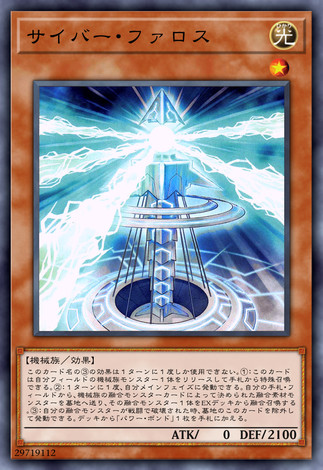 サイバー・ファロス
光
【機械族／効果】
このカード名の③の効果は１ターンに１度しか使用できない。①：このカード
は自分フィールドの機械族モンスター１体をリリースして手札から特殊召喚
できる。②：１ターンに１度、自分メインフェイズに発動できる。自分の手札・フ
ィールドから、機械族の融合モンスターカードによって決められた融合素材モ
ンスターを墓地へ送り、その融合モンスター１体をEXデッキから融合召喚す
る。③：自分の融合モンスターが戦闘で破壊された時、墓地のこのカードを除外し
て発動できる。デッキから「パワー・ボンド」１枚を手札に加える。
ATK/ 0 DEF/2100
29719112